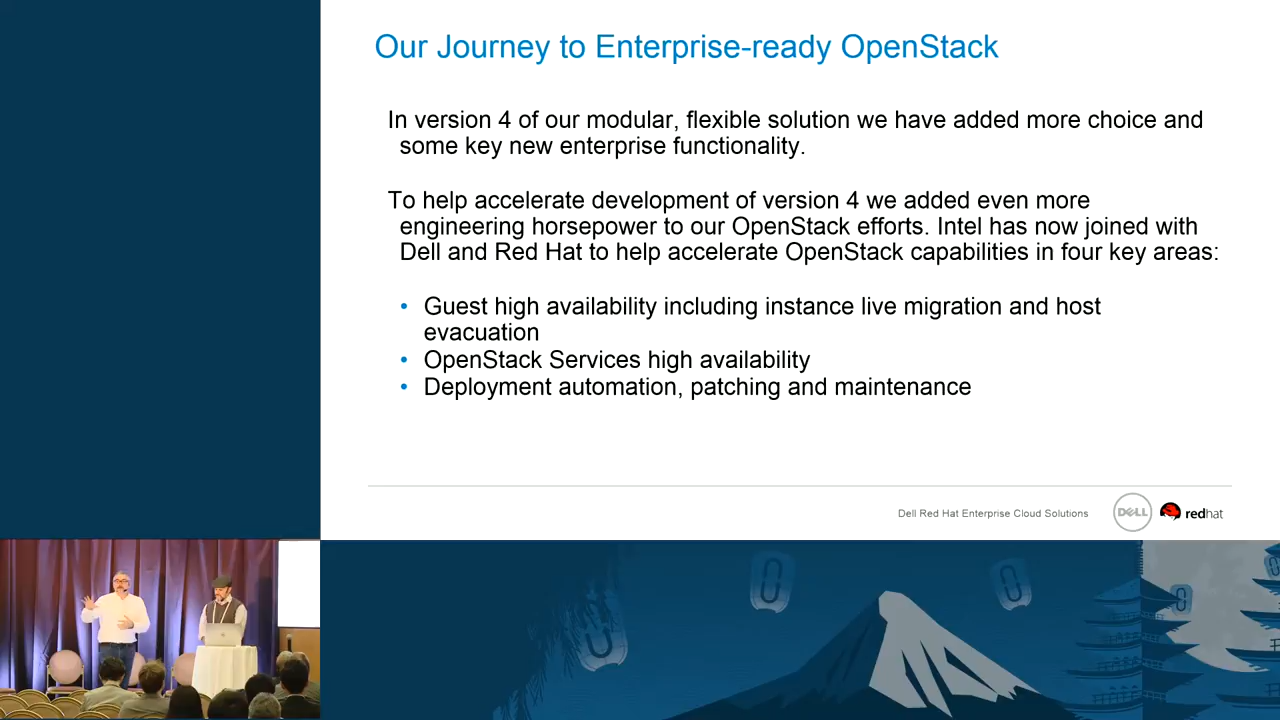 Our Journey to Enterprise-ready OpenStack
In version 4 of our modular, flexible solution we have added more choice and
some key new enterprise functionality.
To help accelerate development of version 4 we added even more
engineering horsepower to our OpenStack efforts. Intel has now joined with
Dell and Red Hat to help accelerate OpenStack capabilities in four key areas:
• Guest high availability including instance live migration and host
evacuation
• OpenStack Services high availability
• Deployment automation, patching and maintenance
Dell Red Hat Enterprise Cloud Solutions
DELL
redhat